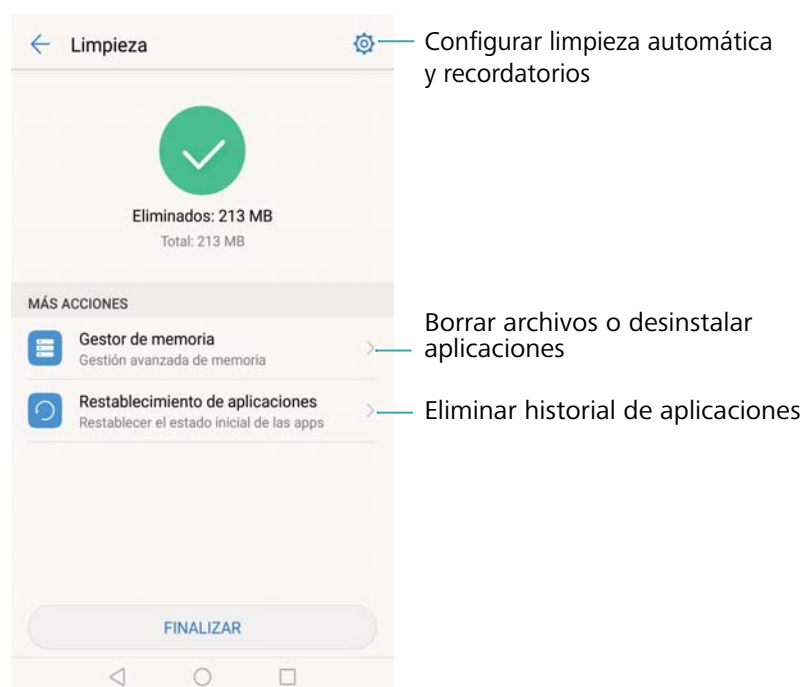 Limpieza
Configurar limpieza automática
y recordatorios
Eliminados: 213 MB
Total: 213 MB
MÁS ACCIONES
Gestor de memoria
Gestión avanzada de memoria
Borrar archivos o desinstalar
aplicaciones
Restablecimiento de aplicaciones
Restablecer el estado inicial de las apps
Eliminar historial de aplicaciones
FINALIZAR